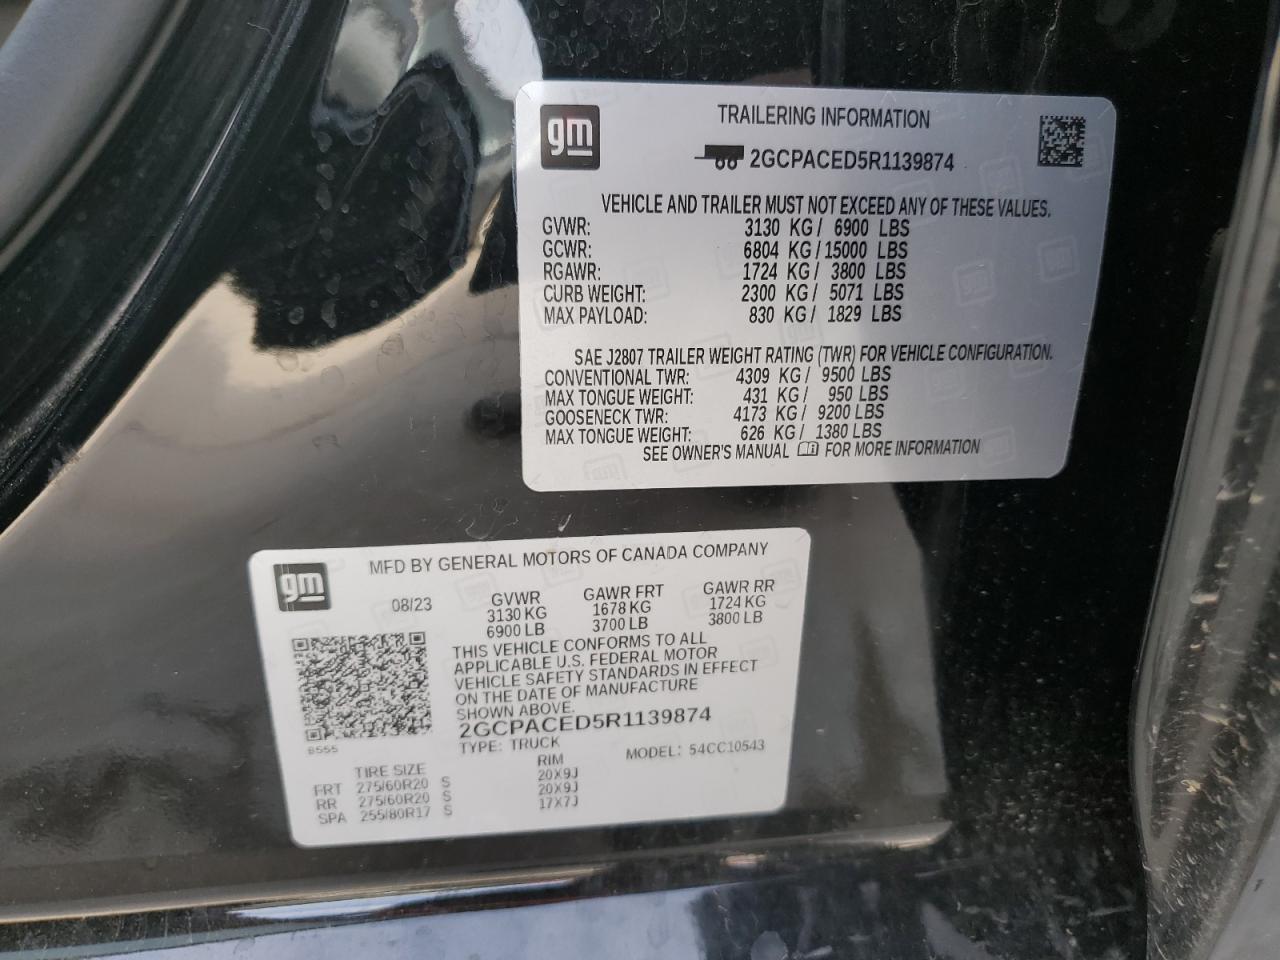 gm
TRAILERING INFORMATION
2GCPACED5R1139874
VEHICLE AND TRAILER MUST NOT EXCEED ANY OF THESE VALUES.
GVWR: 3130 KG / 6900 LBS
GCWR: 6804 KG / 15000 LBS
RGAWR: 1724 KG / 3800 LBS
CURB WEIGHT: 2300 KG / 5071 LBS
MAX PAYLOAD: 830 KG / 1829 LBS
SAE J2807 TRAILER WEIGHT RATING (TWR) FOR VEHICLE CONFIGURATION.
CONVENTIONAL TWR: 4309 KG / 9500 LBS
MAX TONGUE WEIGHT: 431 KG / 950 LBS
GOOSENECK TWR: 4173 KG / 9200 LBS
MAX TONGUE WEIGHT: 626 KG / 1380 LBS
SEE OWNER'S MANUAL FOR MORE INFORMATION
gm
MFD BY GENERAL MOTORS OF CANADA COMPANY
08/23 GVWR GAWR FRT GAWR RR
3130 KG 1678 KG 1724 KG
6900 LB 3700 LB 3800 LB
THIS VEHICLE CONFORMS TO ALL
APPLICABLE U.S. FEDERAL MOTOR
VEHICLE SAFETY STANDARDS IN EFFECT
ON THE DATE OF MANUFACTURE
SHOWN ABOVE.
2GCPACED5R1139874
B555
TYPE: TRUCK MODEL: 54CC10543
TIRE SIZE RIM
FRT 275/60R20 S 20X9J
RR 275/60R20 S 20X9J
SPA 255/80R17 S 17X7J